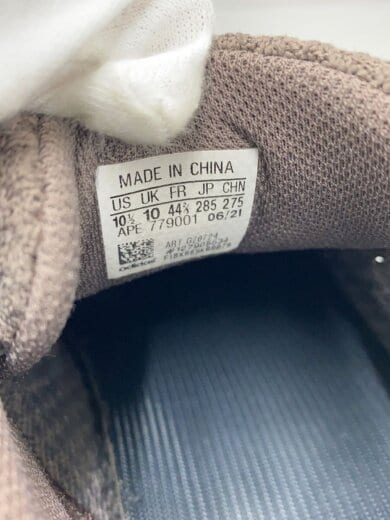 MADE IN CHINA
US UK FR JP CHN
10½ 10 44⅔ 285 275
APE 779001 06/21
ART
adidas